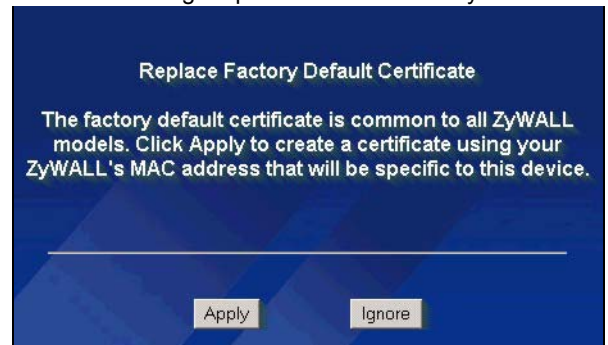 Replace Factory Default Certificate
The factory default certificate is common to all ZyWALL
models. Click Apply to create a certificate using your
ZyWALL's MAC address that will be specific to this device.
Apply
Ignore